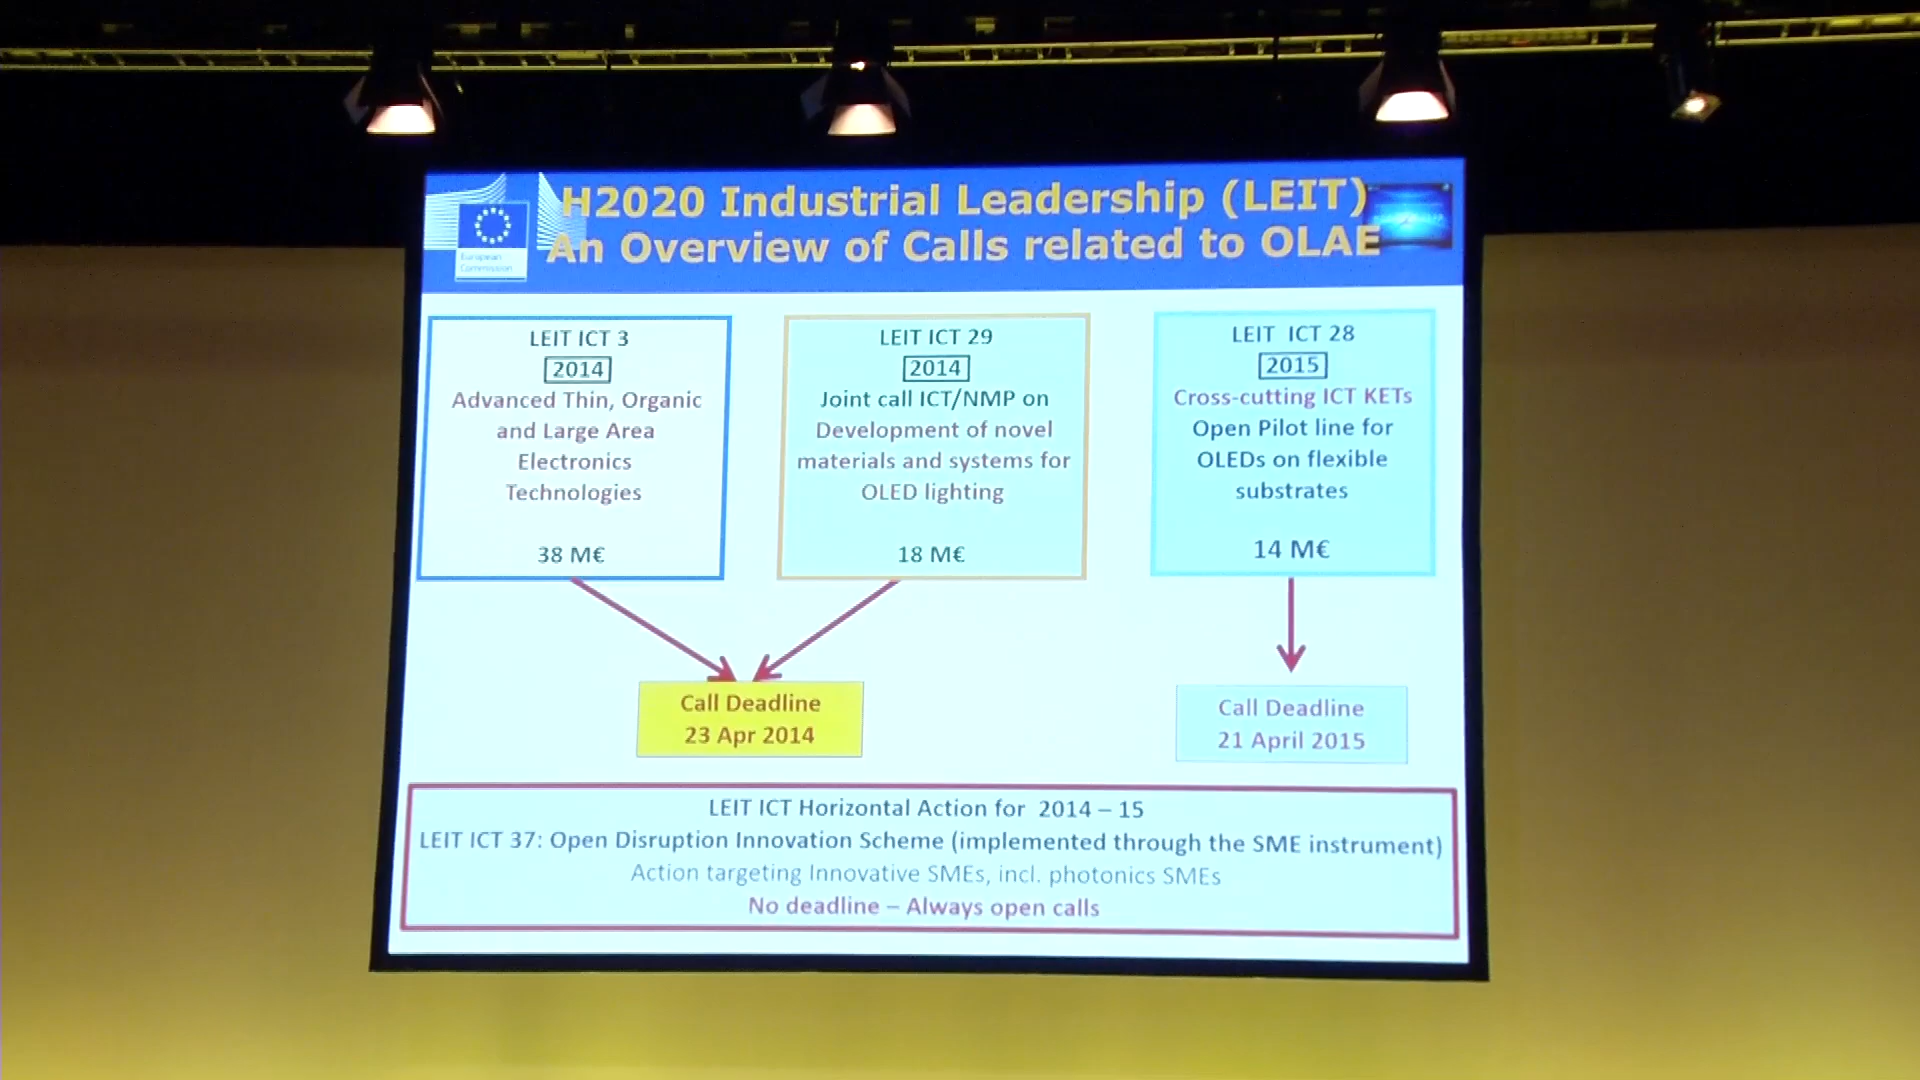 H2020 Industrial Leadership (LEIT)
An Overview of Calls related to OLAE
European
Commission
LEIT ICT 3
2014
Advanced Thin, Organic
and Large Area
Electronics
Technologies
38 M€
LEIT ICT 29
2014
Joint call ICT/NMP on
Development of novel
materials and systems for
OLED lighting
18 M€
LEIT ICT 28
2015
Cross-cutting ICT KETs
Open Pilot line for
OLEDs on flexible
substrates
14 M€
Call Deadline
23 Apr 2014
Call Deadline
21 April 2015
LEIT ICT Horizontal Action for 2014 – 15
LEIT ICT 37: Open Disruption Innovation Scheme (implemented through the SME instrument)
Action targeting Innovative SMEs, incl. photonics SMEs
No deadline – Always open calls